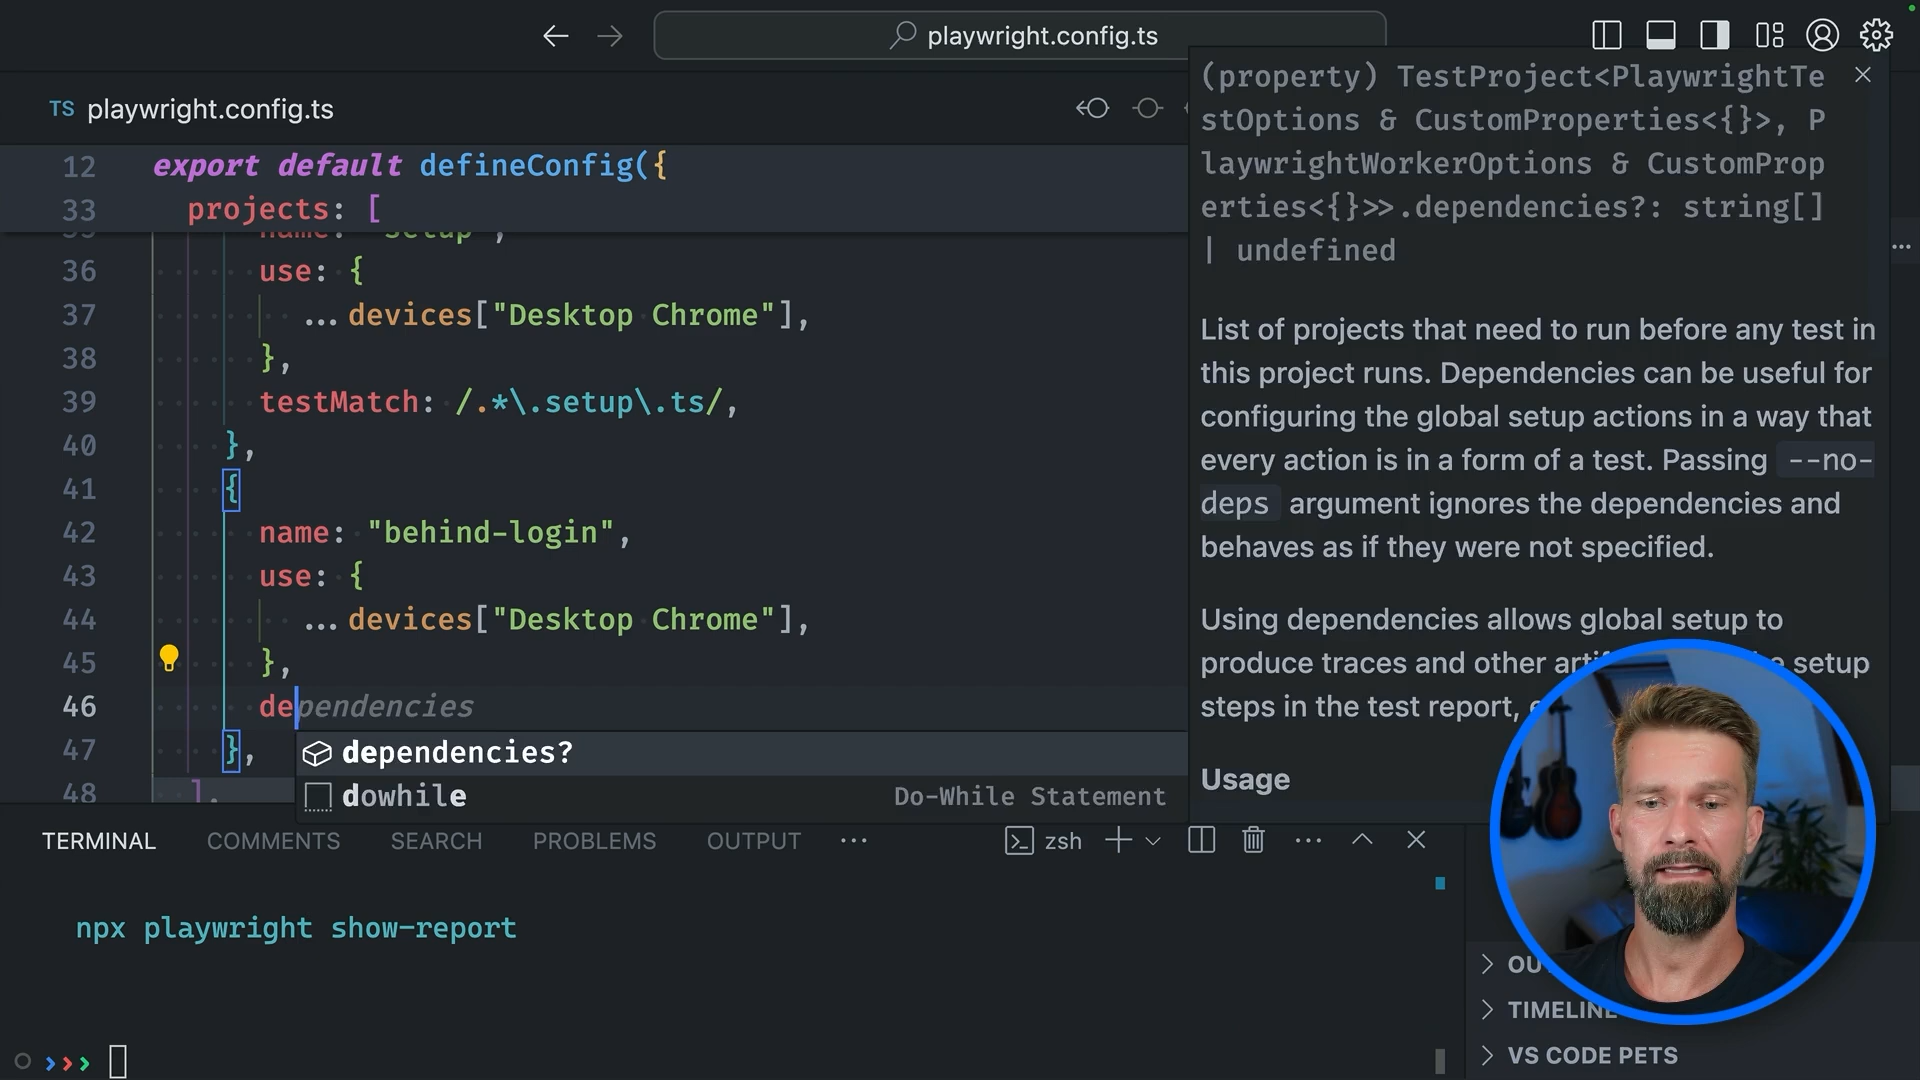 playwright.config.ts
TS playwright.config.ts
12 export default defineConfig({
33 projects: [
name: "setup",
36 use: {
37 ...devices["Desktop Chrome"],
38 },
39 testMatch: /.*\.setup\.ts/,
40 },
41 {
42 name: "behind-login",
43 use: {
44 ...devices["Desktop Chrome"],
45 },
46 dependencies
47 },
48 ],
dependencies?
dowhile Do-While Statement
(property) TestProject<PlaywrightTe
stOptions & CustomProperties<{}>, P
laywrightWorkerOptions & CustomProp
erties<{}>>.dependencies?: string[]
| undefined
List of projects that need to run before any test in
this project runs. Dependencies can be useful for
configuring the global setup actions in a way that
every action is in a form of a test. Passing --no-
deps argument ignores the dependencies and
behaves as if they were not specified.
Using dependencies allows global setup to
produce traces and other setup
steps in the test report,
Usage
TERMINAL COMMENTS SEARCH PROBLEMS OUTPUT ··· zsh
npx playwright show-report
TIMELINE
VS CODE PETS